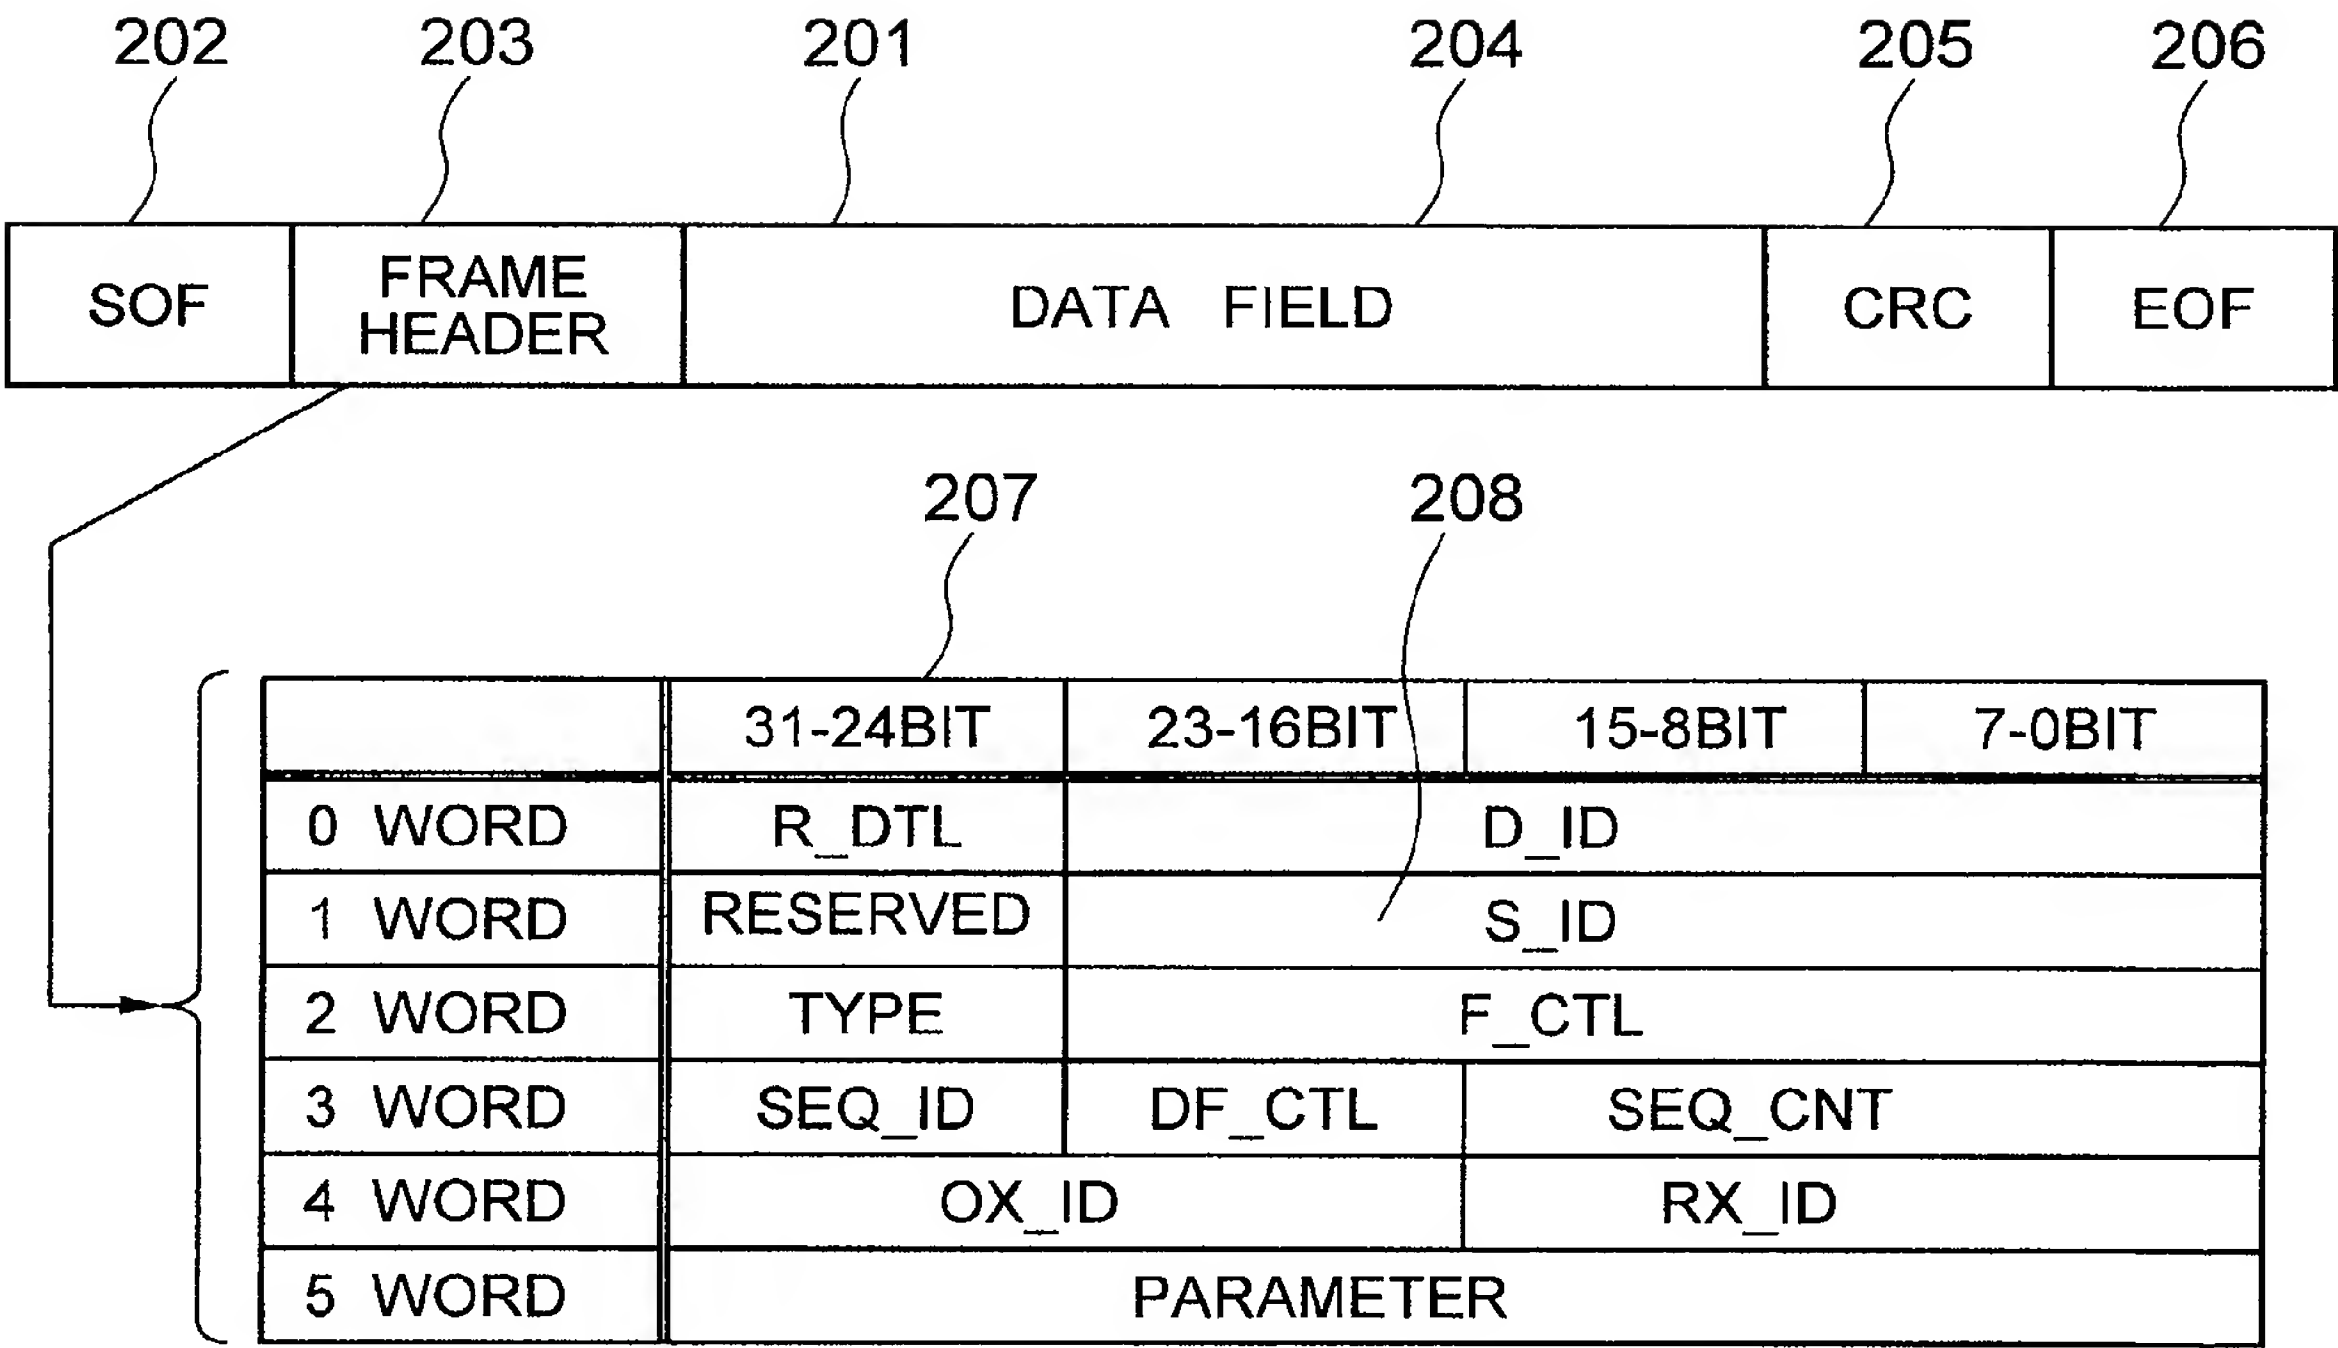 202 203 201 204 205 206
SOF FRAME HEADER DATA FIELD CRC EOF
207 208
31-24BIT 23-16BIT 15-8BIT 7-0BIT
0 WORD R_DTL D_ID
1 WORD RESERVED S_ID
2 WORD TYPE F_CTL
3 WORD SEQ_ID DF_CTL SEQ_CNT
4 WORD OX_ID RX_ID
5 WORD PARAMETER